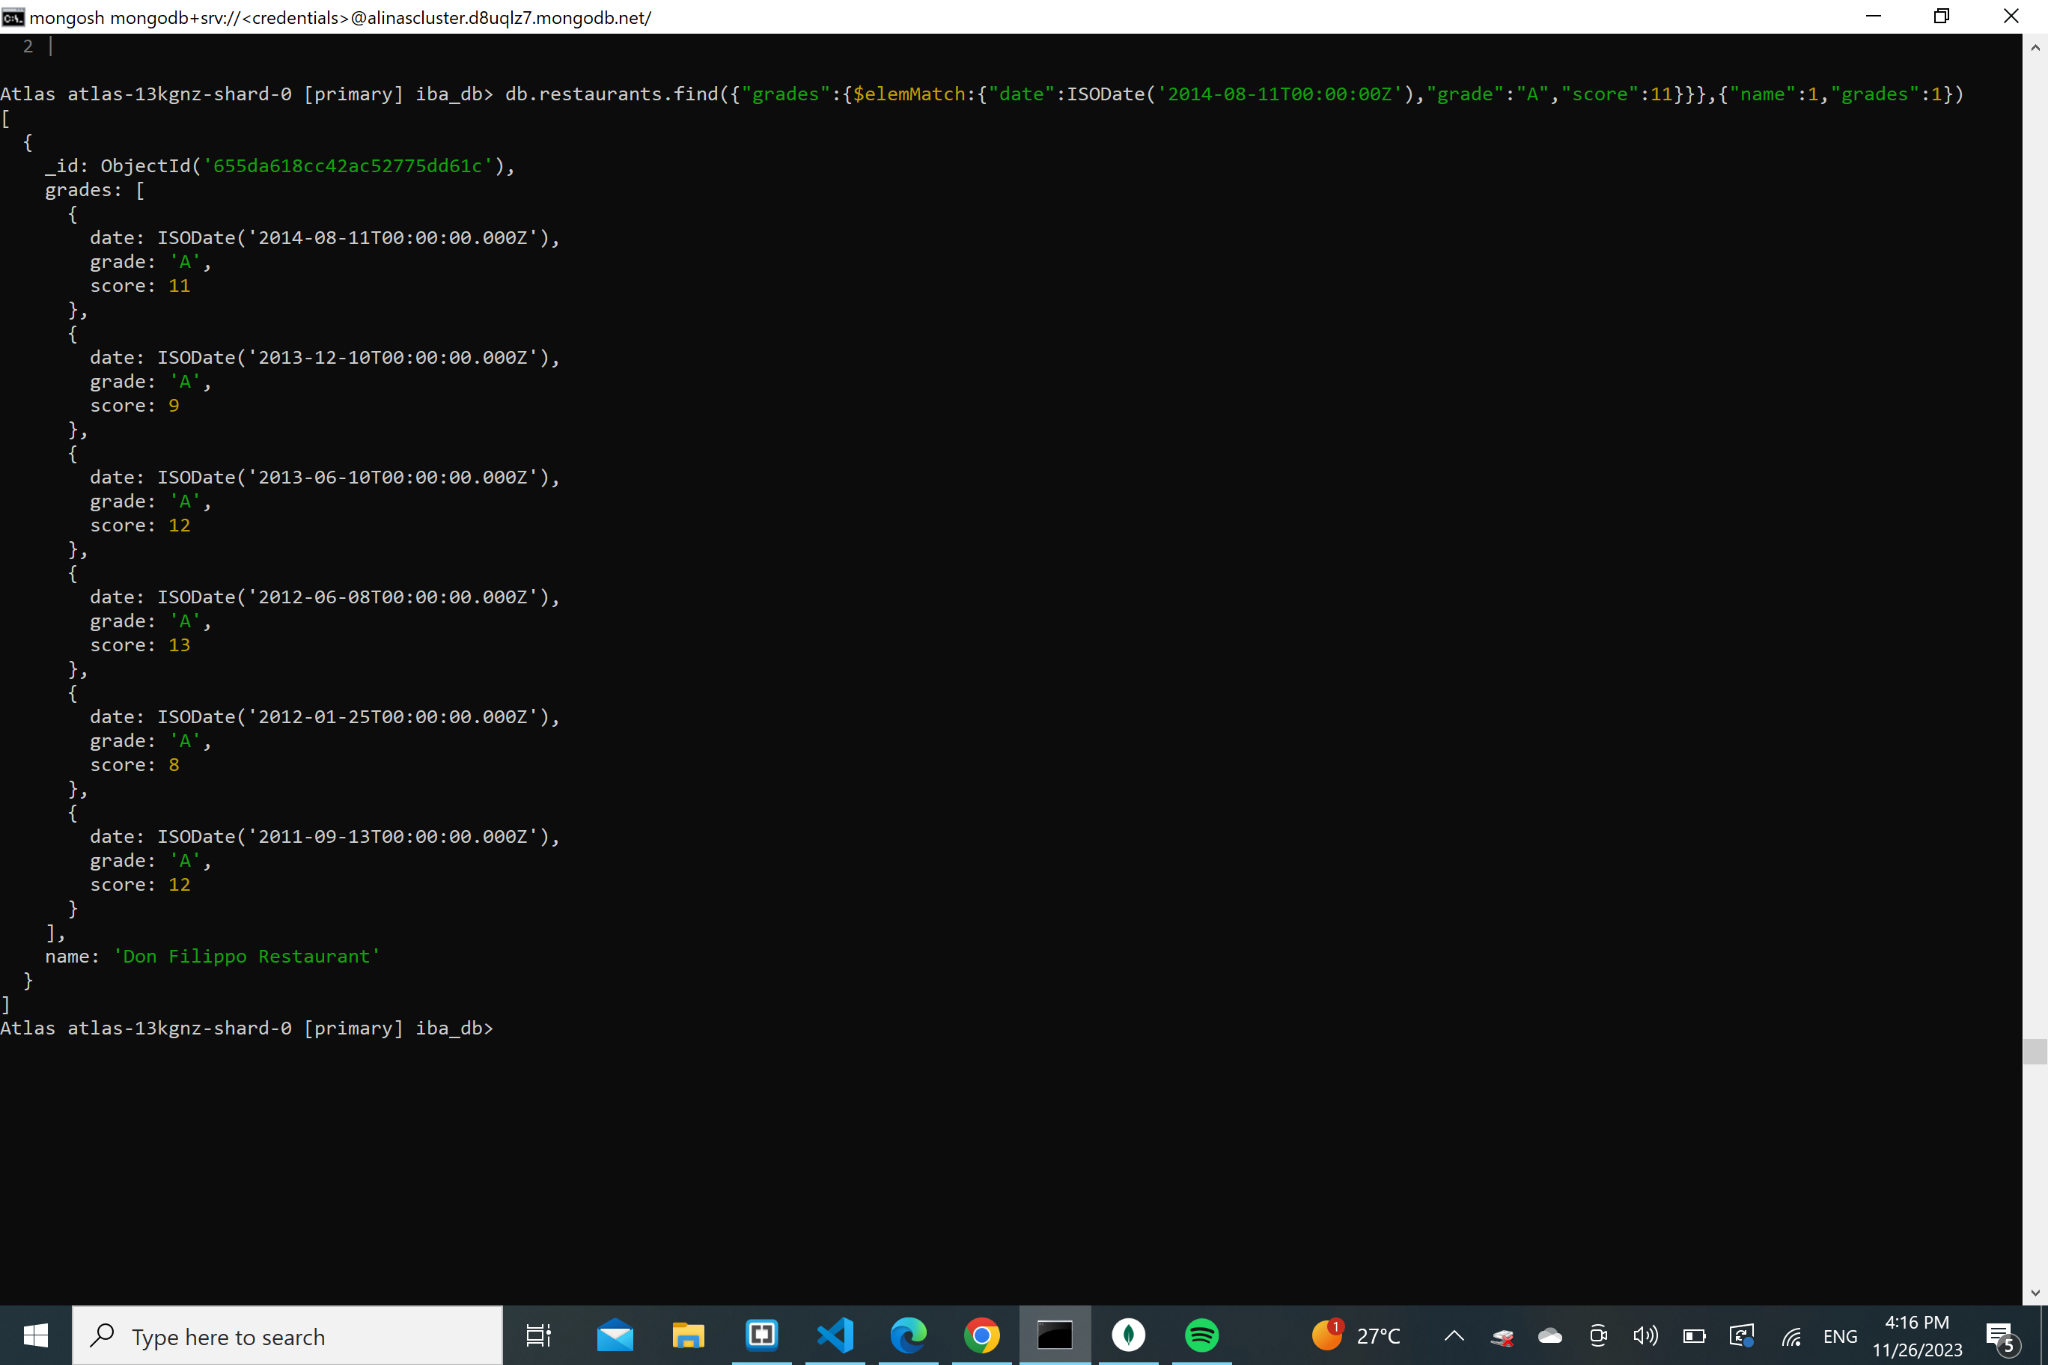 mongosh mongodb+srv://<credentials>@alinascluster.d8uqlz7.mongodb.net/
2 |
Atlas atlas-13kgnz-shard-0 [primary] iba_db> db.restaurants.find({"grades":{$elemMatch:{"date":ISODate('2014-08-11T00:00:00Z'),"grade":"A","score":11}}},{"name":1,"grades":1})
[
  {
    _id: ObjectId('655da618cc42ac52775dd61c'),
    grades: [
      {
        date: ISODate('2014-08-11T00:00:00.000Z'),
        grade: 'A',
        score: 11
      },
      {
        date: ISODate('2013-12-10T00:00:00.000Z'),
        grade: 'A',
        score: 9
      },
      {
        date: ISODate('2013-06-10T00:00:00.000Z'),
        grade: 'A',
        score: 12
      },
      {
        date: ISODate('2012-06-08T00:00:00.000Z'),
        grade: 'A',
        score: 13
      },
      {
        date: ISODate('2012-01-25T00:00:00.000Z'),
        grade: 'A',
        score: 8
      },
      {
        date: ISODate('2011-09-13T00:00:00.000Z'),
        grade: 'A',
        score: 12
      }
    ],
    name: 'Don Filippo Restaurant'
  }
]
Atlas atlas-13kgnz-shard-0 [primary] iba_db>
Type here to search
1
27°C
ENG
4:16 PM
11/26/2023
5